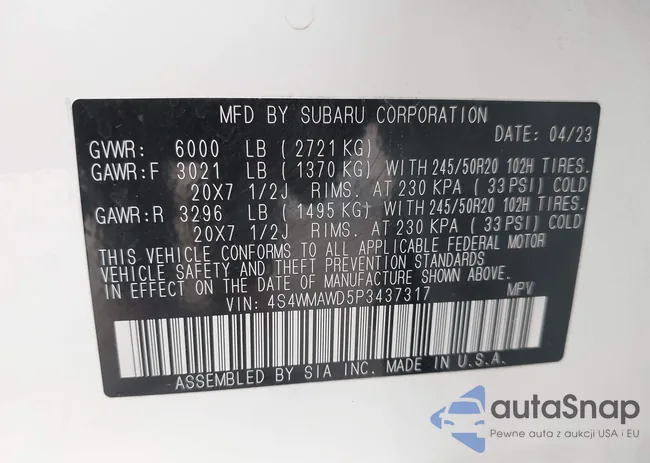 MFD BY SUBARU CORPORATION
DATE: 04/23
GVWR: 6000 LB (2721 KG)
GAWR:F 3021 LB (1370 KG) WITH 245/50R20 102H TIRES.
20X7 1/2J RIMS. AT 230 KPA (33 PSI) COLD
GAWR:R 3296 LB (1495 KG) WITH 245/50R20 102H TIRES.
20X7 1/2J RIMS. AT 230 KPA (33 PSI) COLD
THIS VEHICLE CONFORMS TO ALL APPLICABLE FEDERAL MOTOR
VEHICLE SAFETY AND THEFT PREVENTION STANDARDS
IN EFFECT ON THE DATE OF MANUFACTURE SHOWN ABOVE.
VIN: 4S4WMAWD5P3437317 MPV
ASSEMBLED BY SIA INC. MADE IN U.S.A.
autaSnap
Pewne auta z aukcji USA i EU